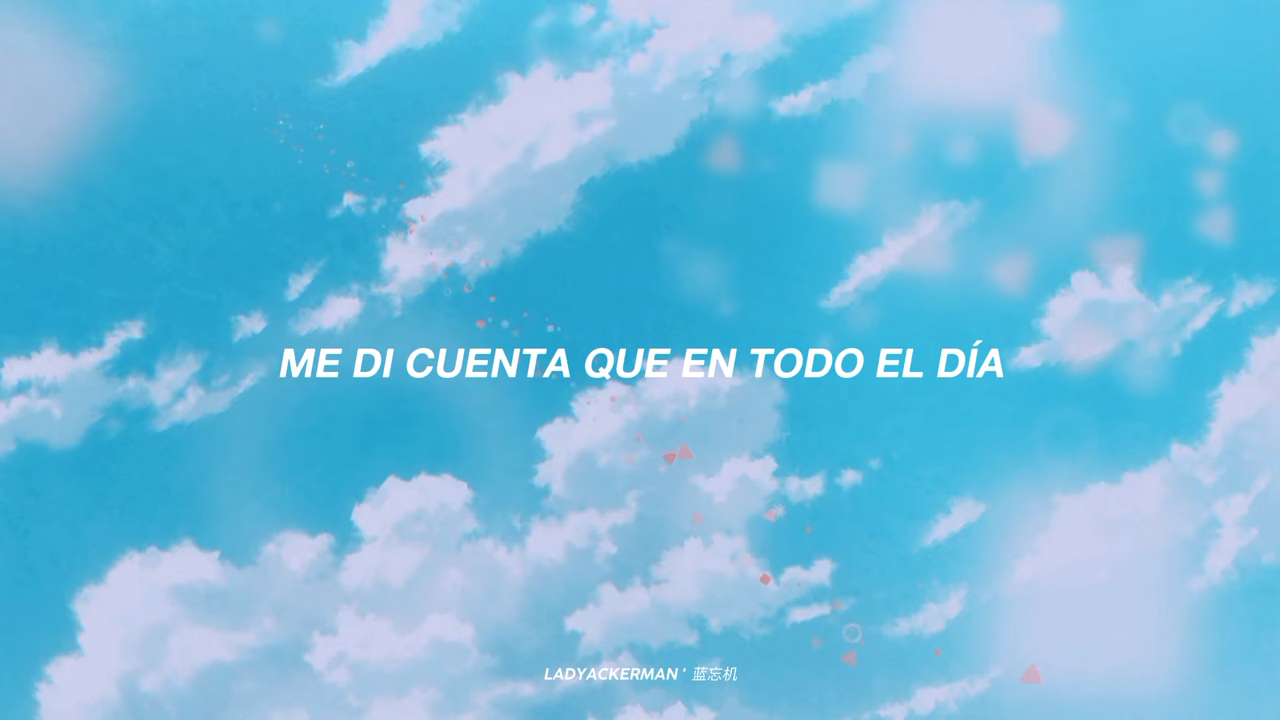 ME DI CUENTA QUE EN TODO EL DÍA
LADYACKERMAN ' 蓝忘机